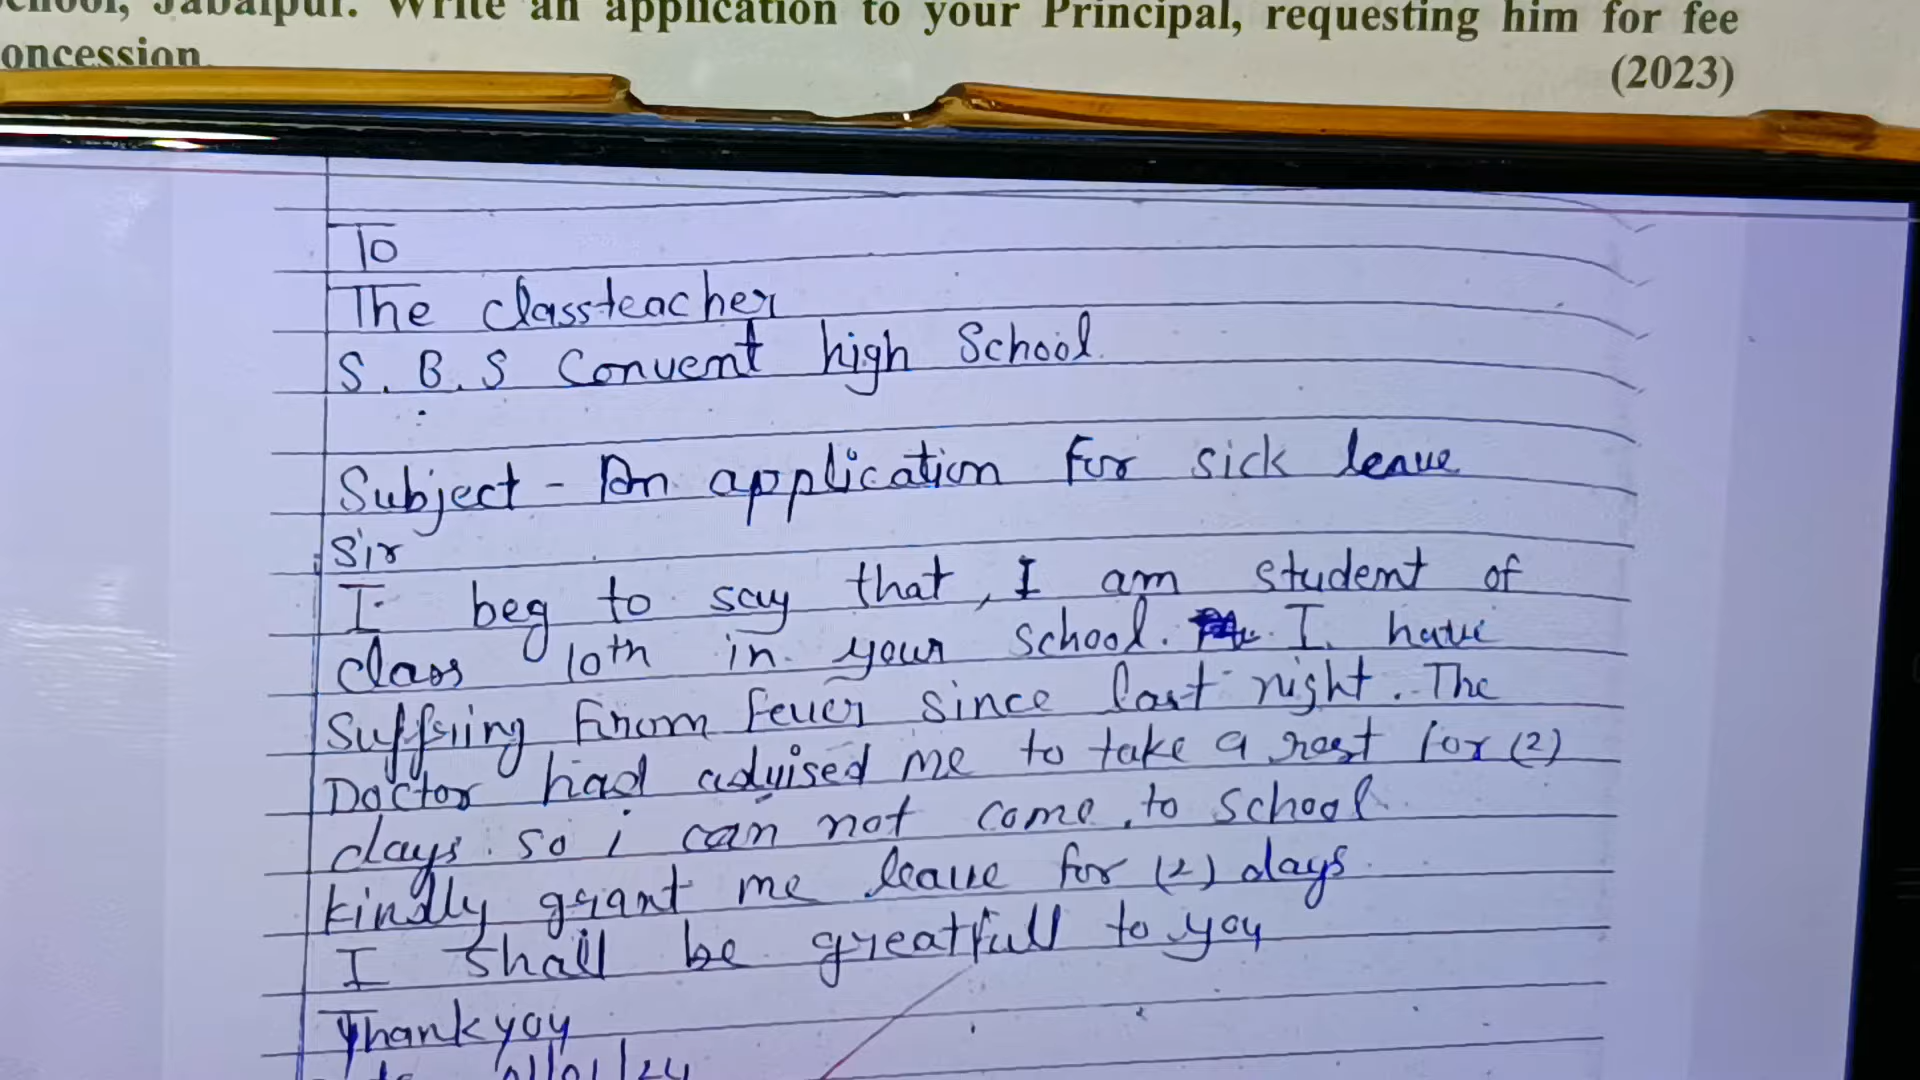 School, Jabalpur. Write an application to your Principal, requesting him for fee
oncession.
(2023)
To
The classteacher
S. B. S Convent high School
Subject - An application for sick leave
Sir
I beg to say that, I am student of
class 10th in your school. I have
suffsiing from fever since last night. The
Doctor had advised me to take a rest for (2)
days. so i can not come to school
kindly grant me leave for (2) days
I shall be greatfull to you
Thank you
/01/24